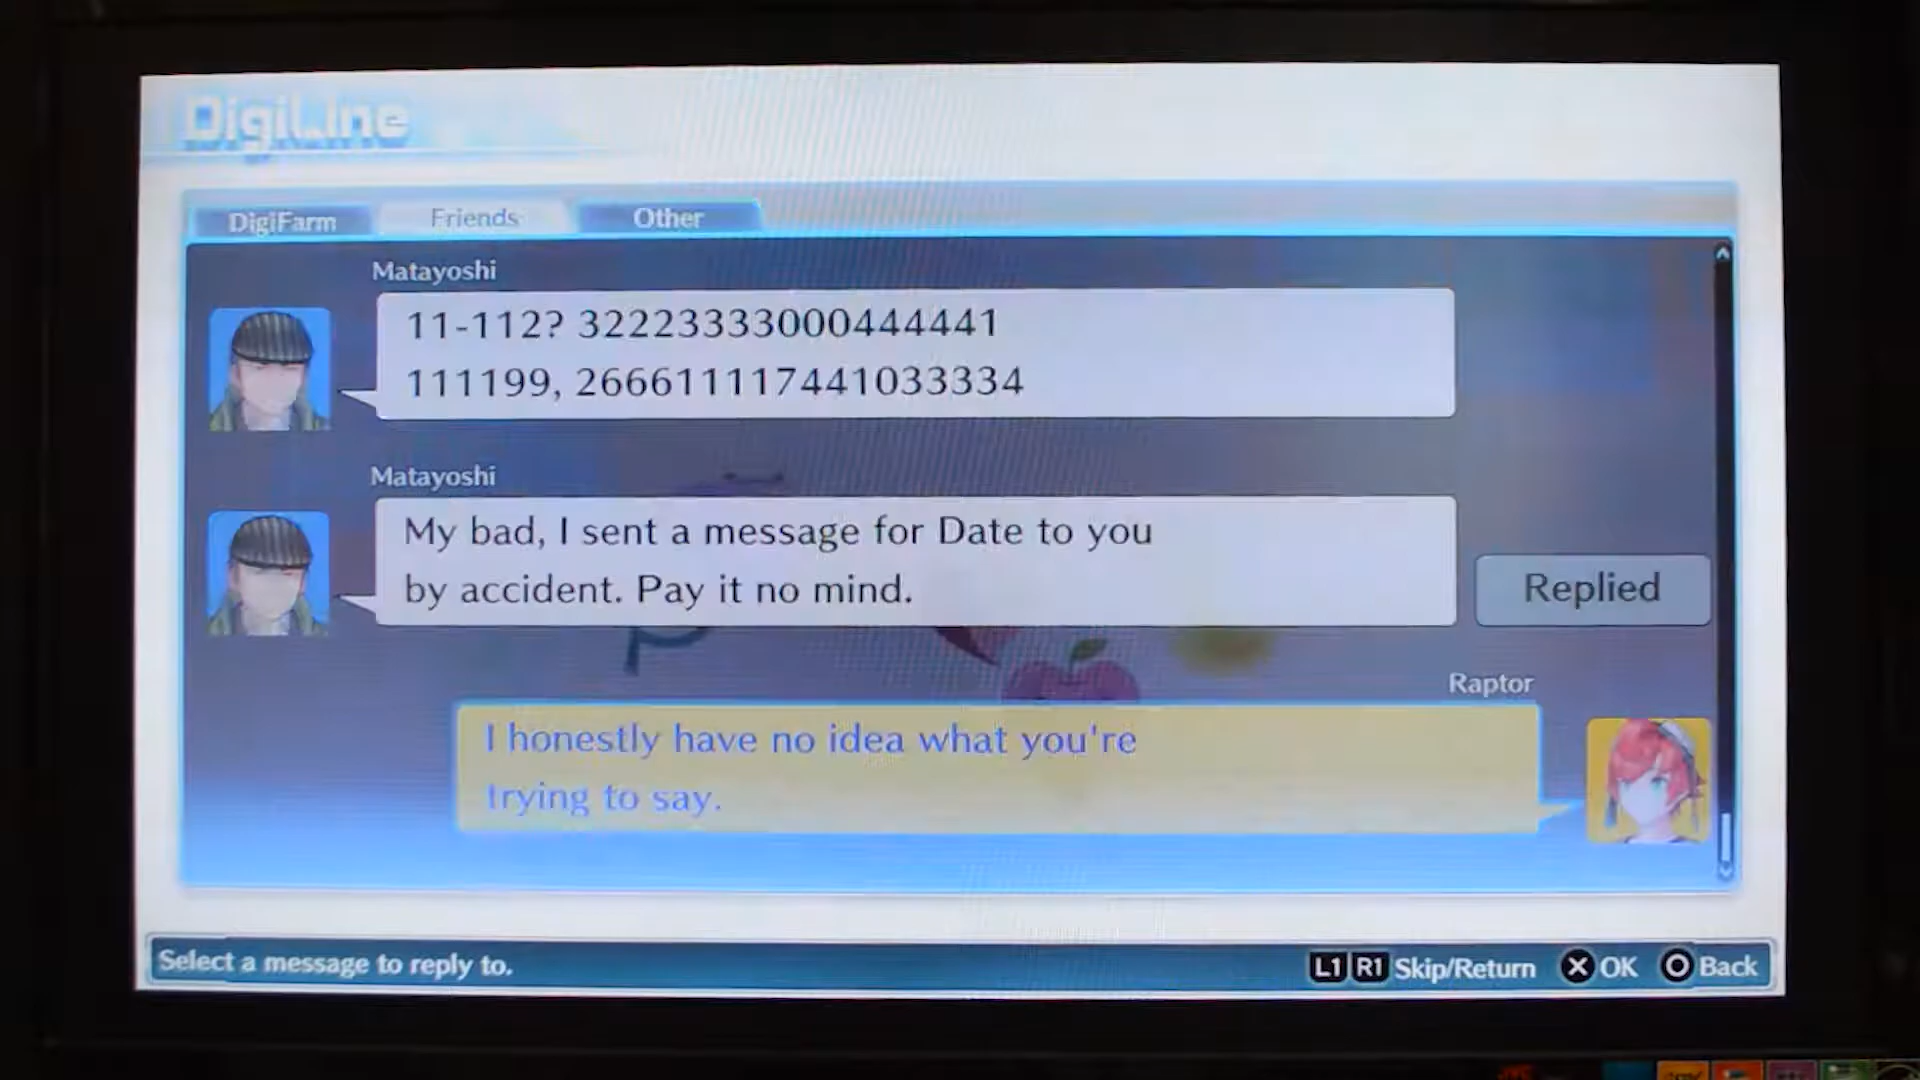 DigiLine
DigiFarm
Friends
Other
Matayoshi
11-112? 32223333000444441
111199, 266611117441033334
Matayoshi
My bad, I sent a message for Date to you
by accident. Pay it no mind.
Replied
Raptor
I honestly have no idea what you're
trying to say.
Select a message to reply to.
L1 R1 Skip/Return
OK
Back